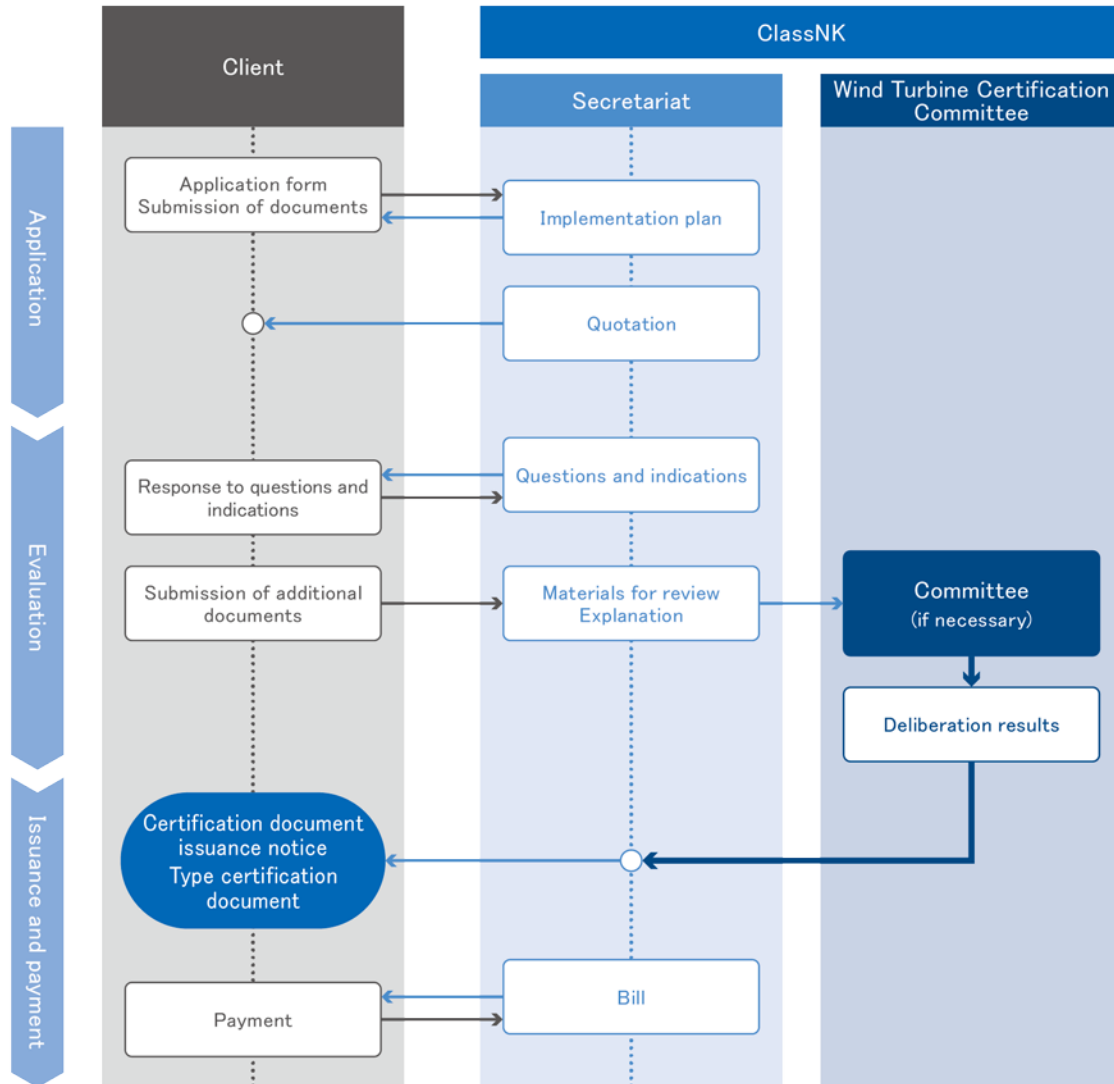 Client
ClassNK
Secretariat
Wind Turbine Certification
Committee
Application
Application form
Submission of documents
Implementation plan
Quotation
Evaluation
Questions and indications
Response to questions and
indications
Submission of additional
documents
Materials for review
Explanation
Committee
(if necessary)
Deliberation results
Issuance and payment
Certification document
issuance notice
Type certification
document
Bill
Payment